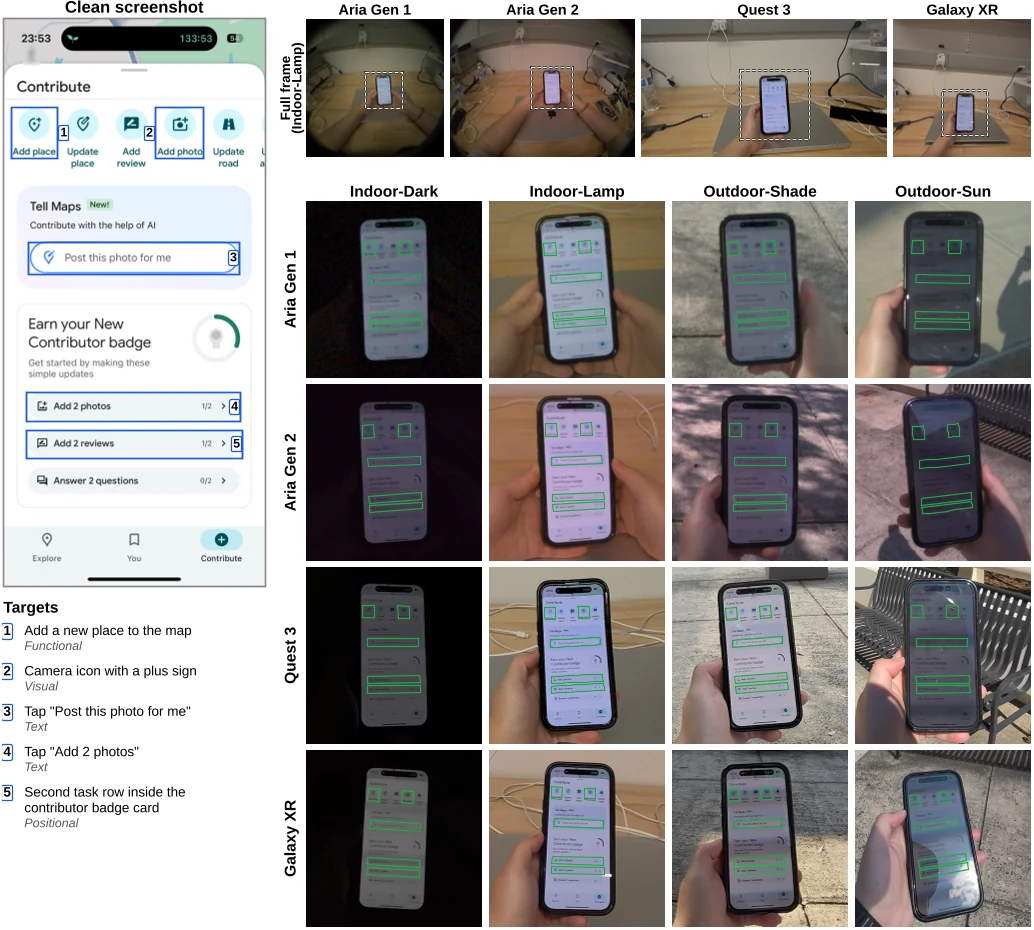 Clean screenshot
23:53
133:53
Contribute
1
2
Add place
Update
place
Add
review
Add photo
Update
road
Tell Maps New!
Contribute with the help of AI
Post this photo for me
3
Earn your New
Contributor badge
Get started by making these
simple updates
Add 2 photos
1/2
4
Add 2 reviews
1/2
5
Answer 2 questions
0/2
Explore
You
Contribute
Targets
1 Add a new place to the map
Functional
2 Camera icon with a plus sign
Visual
3 Tap "Post this photo for me"
Text
4 Tap "Add 2 photos"
Text
5 Second task row inside the
contributor badge card
Positional
Aria Gen 1
Aria Gen 2
Quest 3
Galaxy XR
Full frame
(Indoor-Lamp)
Indoor-Dark
Indoor-Lamp
Outdoor-Shade
Outdoor-Sun
Aria Gen 1
Aria Gen 2
Quest 3
Galaxy XR